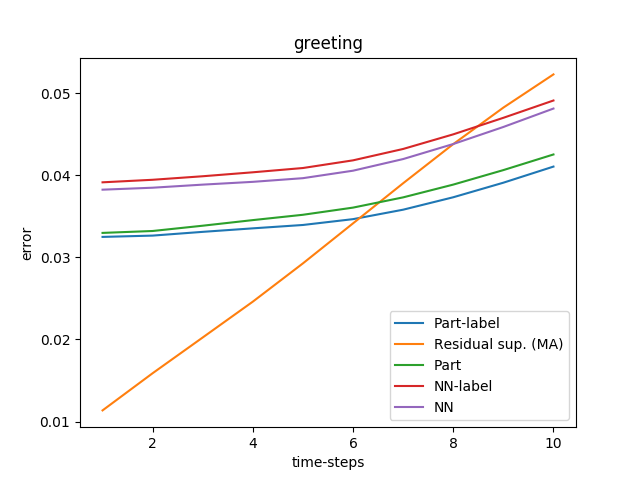 greeting
error
0.05
0.04
0.03
0.02
0.01
Part-label
Residual sup. (MA)
Part
NN-label
NN
2
4
6
8
10
time-steps